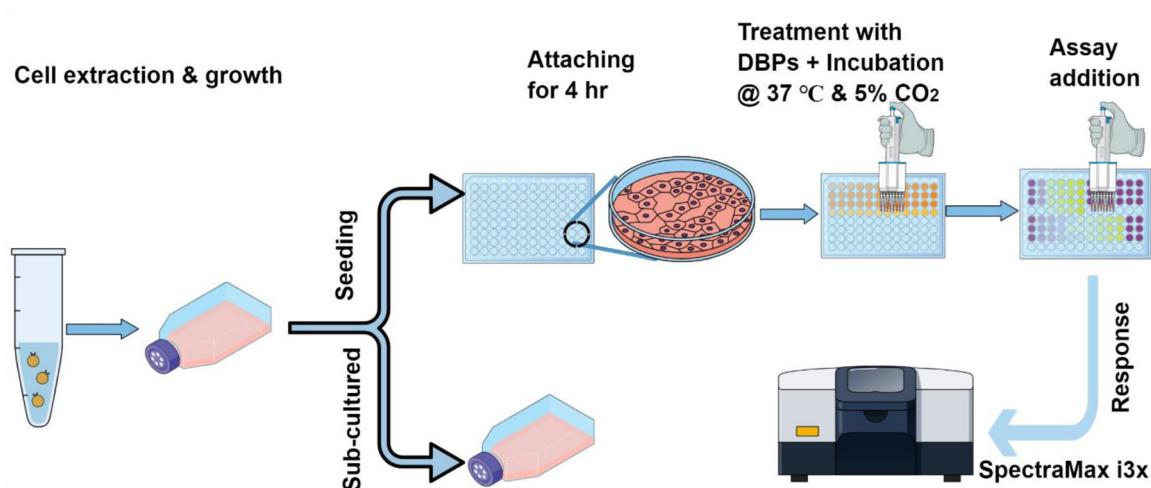 Cell extraction & growth
Attaching
for 4 hr
Treatment with
DBPs + Incubation
@ 37 ℃ & 5% CO2
Assay
addition
Seeding
Sub-cultured
Response
SpectraMax i3x